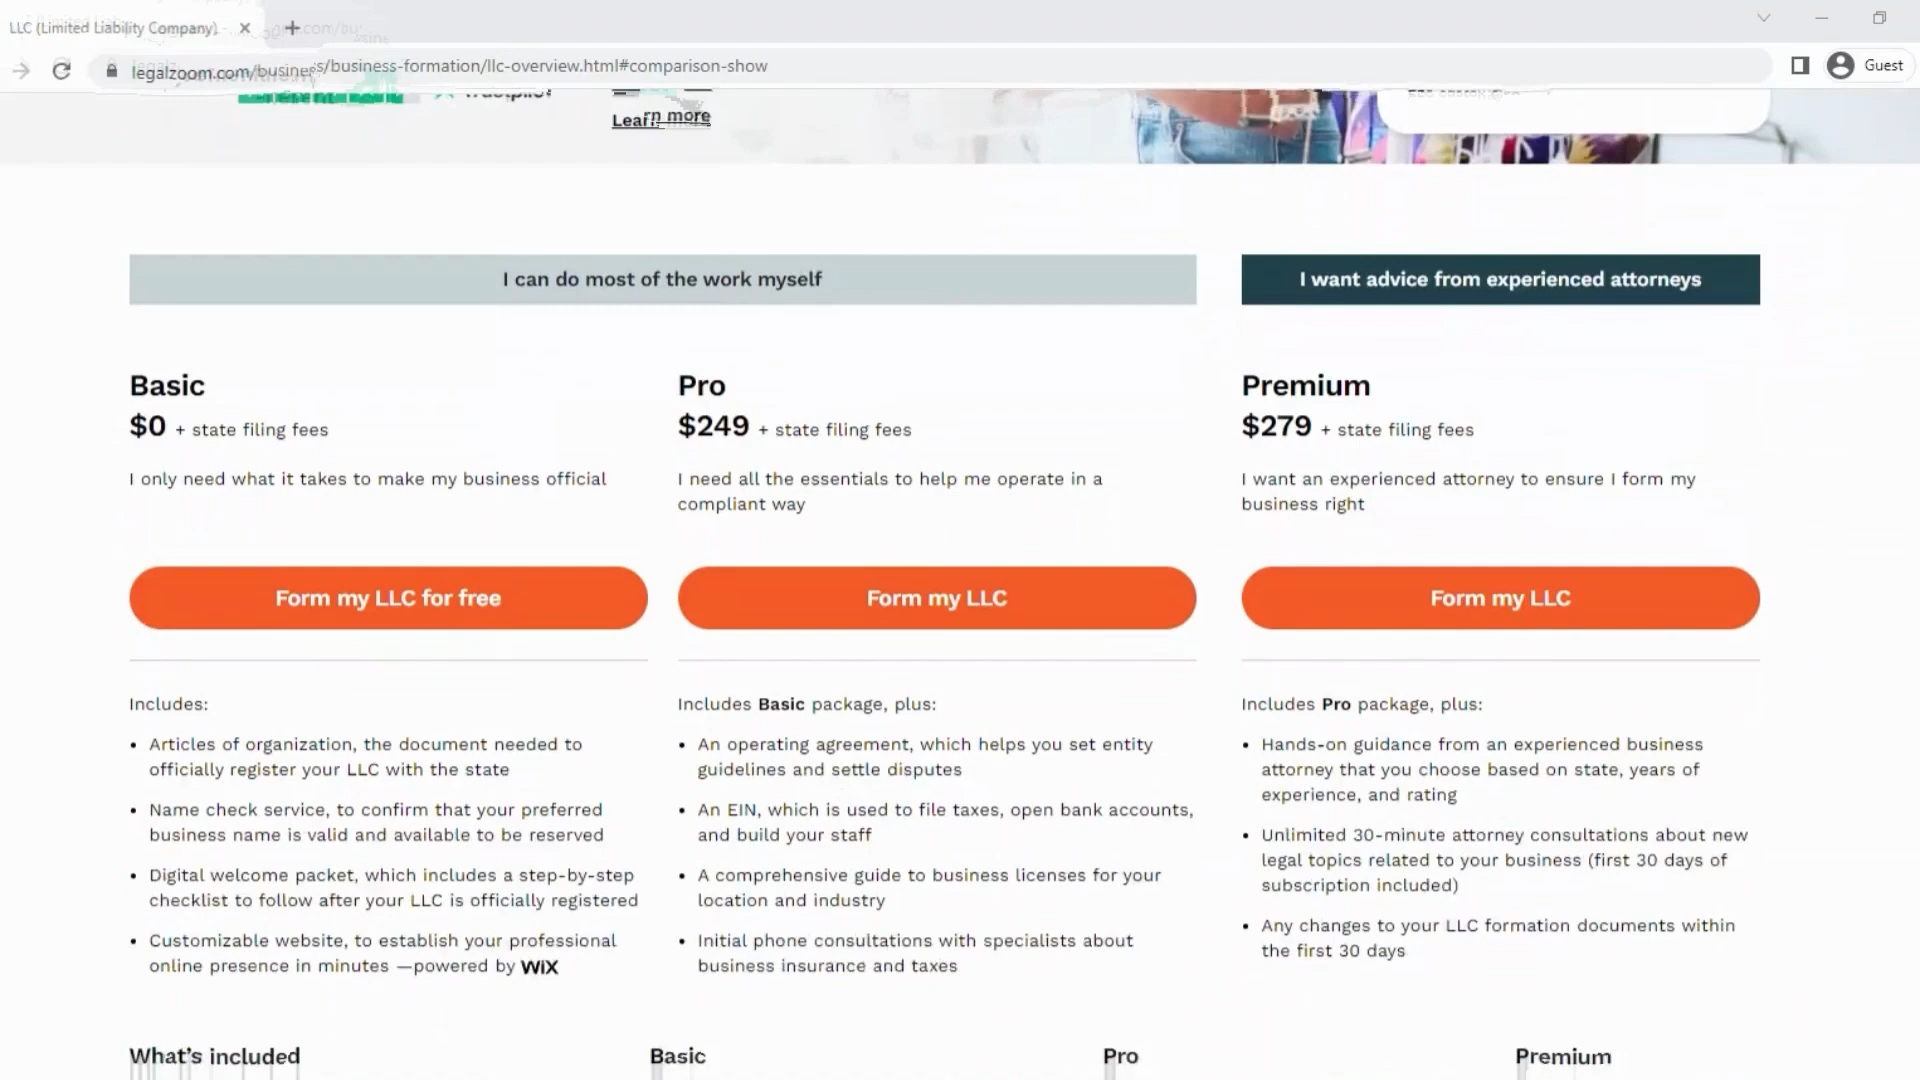 LLC (Limited Liability Company)
legalzoom.com/business/business-formation/llc-overview.html#comparison-show
Guest
Learn more
I can do most of the work myself
I want advice from experienced attorneys
Basic
$0 + state filing fees
I only need what it takes to make my business official
Form my LLC for free
Includes:
• Articles of organization, the document needed to
officially register your LLC with the state
• Name check service, to confirm that your preferred
business name is valid and available to be reserved
• Digital welcome packet, which includes a step-by-step
checklist to follow after your LLC is officially registered
• Customizable website, to establish your professional
online presence in minutes —powered by WiX
Pro
$249 + state filing fees
I need all the essentials to help me operate in a
compliant way
Form my LLC
Includes Basic package, plus:
• An operating agreement, which helps you set entity
guidelines and settle disputes
• An EIN, which is used to file taxes, open bank accounts,
and build your staff
• A comprehensive guide to business licenses for your
location and industry
• Initial phone consultations with specialists about
business insurance and taxes
Premium
$279 + state filing fees
I want an experienced attorney to ensure I form my
business right
Form my LLC
Includes Pro package, plus:
• Hands-on guidance from an experienced business
attorney that you choose based on state, years of
experience, and rating
• Unlimited 30-minute attorney consultations about new
legal topics related to your business (first 30 days of
subscription included)
• Any changes to your LLC formation documents within
the first 30 days
What's included Basic Pro Premium